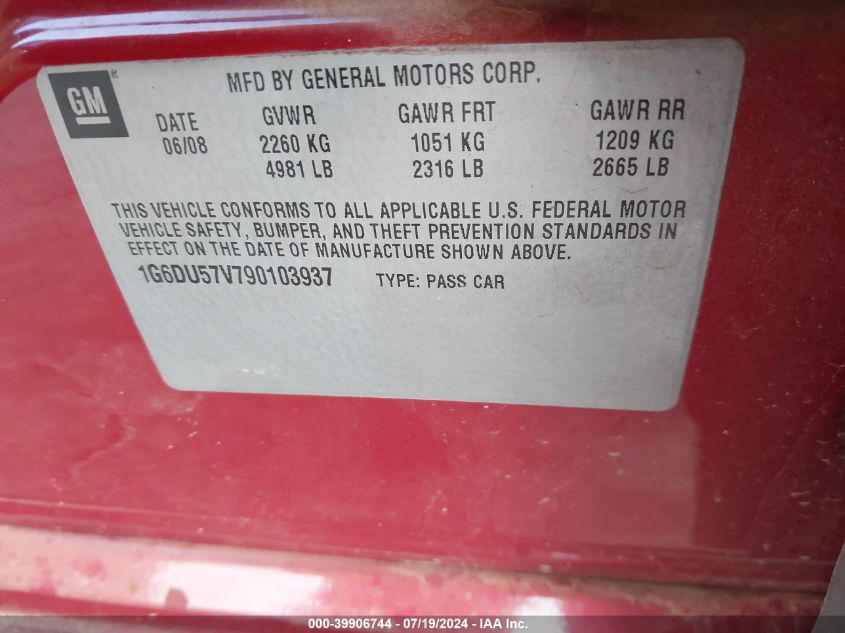 GM ®
MFD BY GENERAL MOTORS CORP.
DATE GVWR GAWR FRT GAWR RR
06/08 2260 KG 1051 KG 1209 KG
4981 LB 2316 LB 2665 LB
THIS VEHICLE CONFORMS TO ALL APPLICABLE U.S. FEDERAL MOTOR
VEHICLE SAFETY, BUMPER, AND THEFT PREVENTION STANDARDS IN
EFFECT ON THE DATE OF MANUFACTURE SHOWN ABOVE.
1G6DU57V790103937 TYPE: PASS CAR
000-39906744 - 07/19/2024 - IAA Inc.